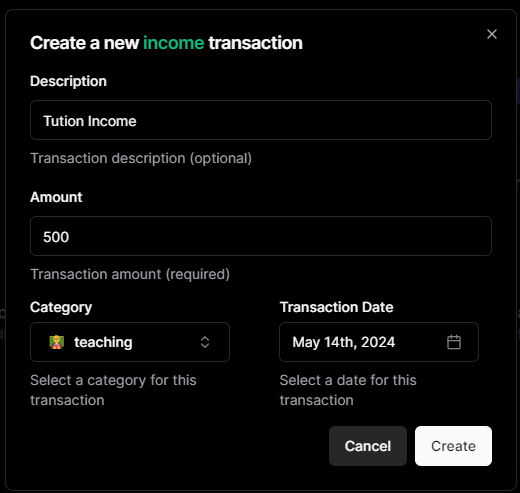 Create a new income transaction
Description
Tution Income
Transaction description (optional)
Amount
500
Transaction amount (required)
Category
Transaction Date
teaching
May 14th, 2024
Select a category for this
transaction
Select a date for this
transaction
Cancel
Create